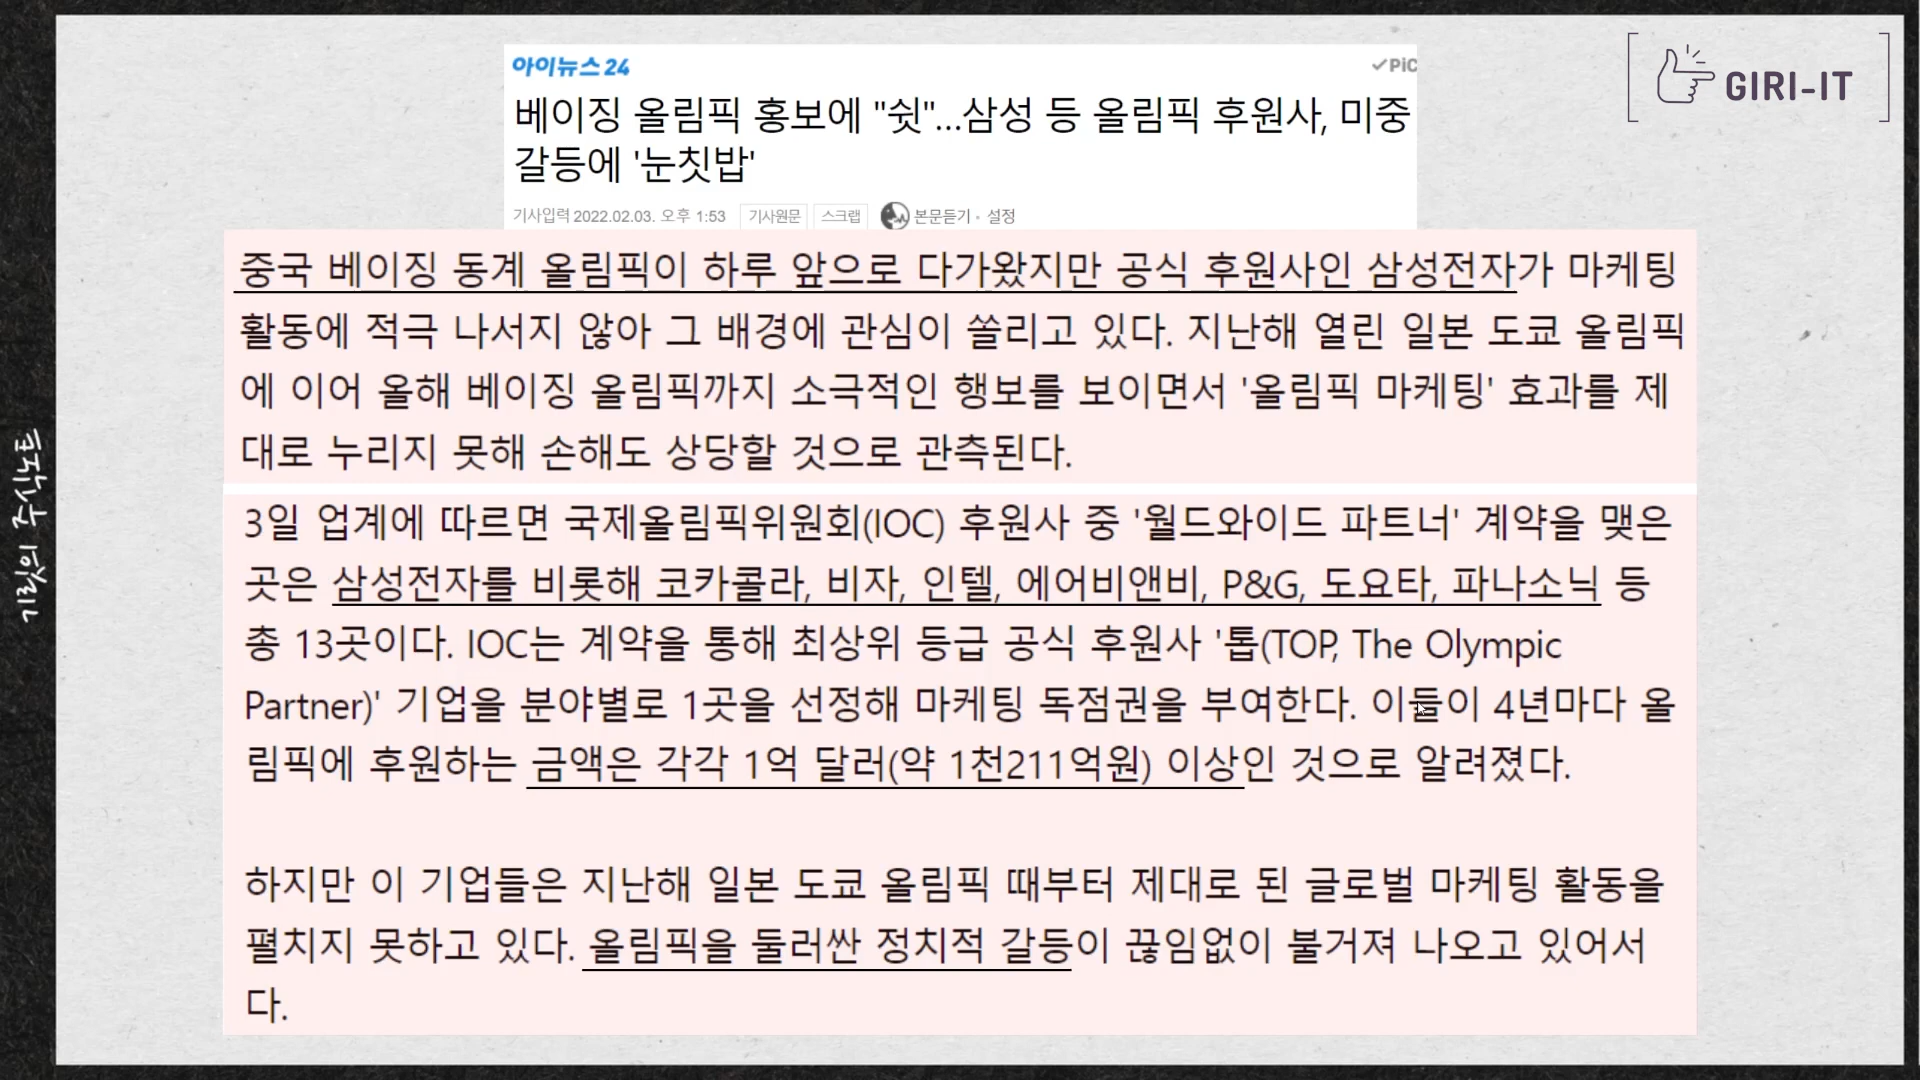 아이뉴스24
✓PiC
GIRI-IT
베이징 올림픽 홍보에 "쉿"...삼성 등 올림픽 후원사, 미중
갈등에 '눈칫밥'
기사입력 2022.02.03. 오후 1:53 기사원문 스크랩 본문듣기 · 설정
중국 베이징 동계 올림픽이 하루 앞으로 다가왔지만 공식 후원사인 삼성전자가 마케팅
활동에 적극 나서지 않아 그 배경에 관심이 쏠리고 있다. 지난해 열린 일본 도쿄 올림픽
에 이어 올해 베이징 올림픽까지 소극적인 행보를 보이면서 '올림픽 마케팅' 효과를 제
대로 누리지 못해 손해도 상당할 것으로 관측된다.
3일 업계에 따르면 국제올림픽위원회(IOC) 후원사 중 '월드와이드 파트너' 계약을 맺은
곳은 삼성전자를 비롯해 코카콜라, 비자, 인텔, 에어비앤비, P&G, 도요타, 파나소닉 등
총 13곳이다. IOC는 계약을 통해 최상위 등급 공식 후원사 '톱(TOP, The Olympic
Partner)' 기업을 분야별로 1곳을 선정해 마케팅 독점권을 부여한다. 이들이 4년마다 올
림픽에 후원하는 금액은 각각 1억 달러(약 1천211억원) 이상인 것으로 알려졌다.
하지만 이 기업들은 지난해 일본 도쿄 올림픽 때부터 제대로 된 글로벌 마케팅 활동을
펼치지 못하고 있다. 올림픽을 둘러싼 정치적 갈등이 끊임없이 불거져 나오고 있어서
다.
기릿의 주식노트